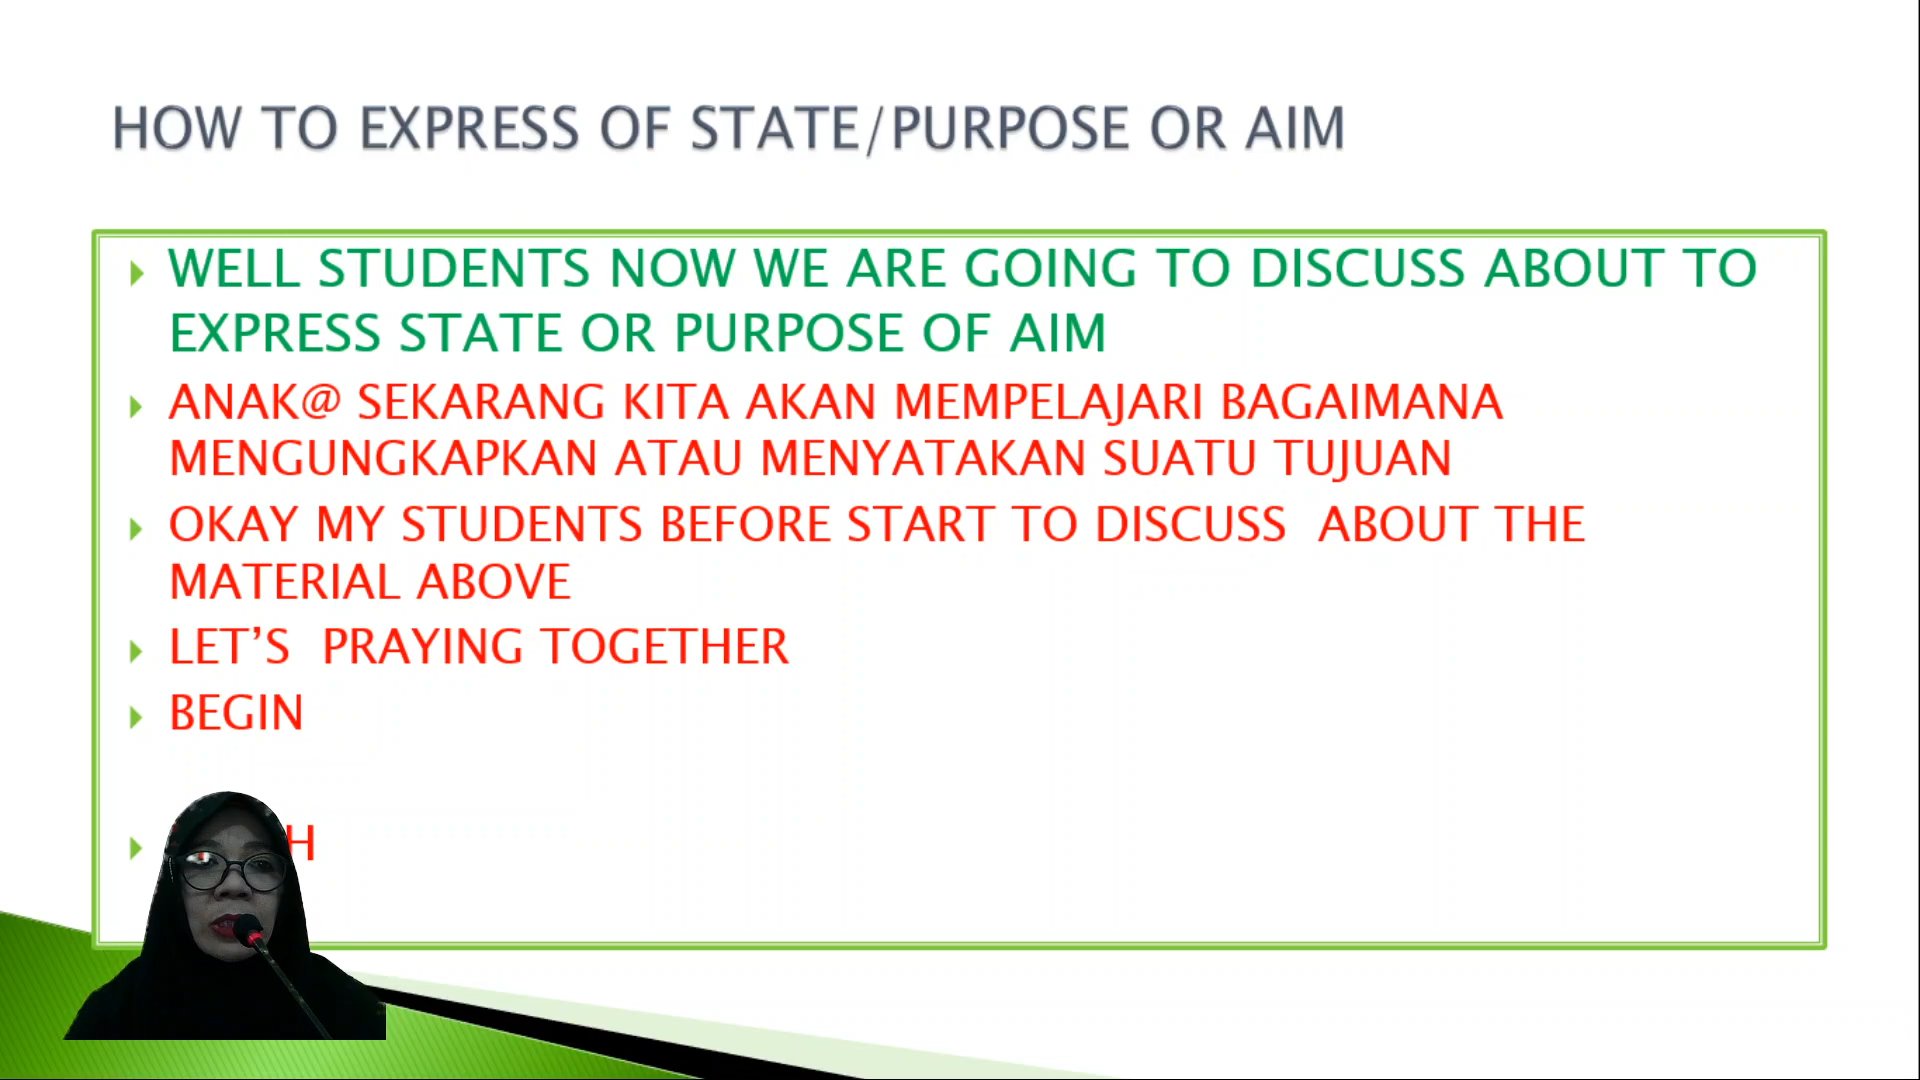 HOW TO EXPRESS OF STATE/PURPOSE OR AIM
WELL STUDENTS NOW WE ARE GOING TO DISCUSS ABOUT TO
EXPRESS STATE OR PURPOSE OF AIM
ANAK@ SEKARANG KITA AKAN MEMPELAJARI BAGAIMANA
MENGUNGKAPKAN ATAU MENYATAKAN SUATU TUJUAN
OKAY MY STUDENTS BEFORE START TO DISCUSS ABOUT THE
MATERIAL ABOVE
LET’S PRAYING TOGETHER
BEGIN